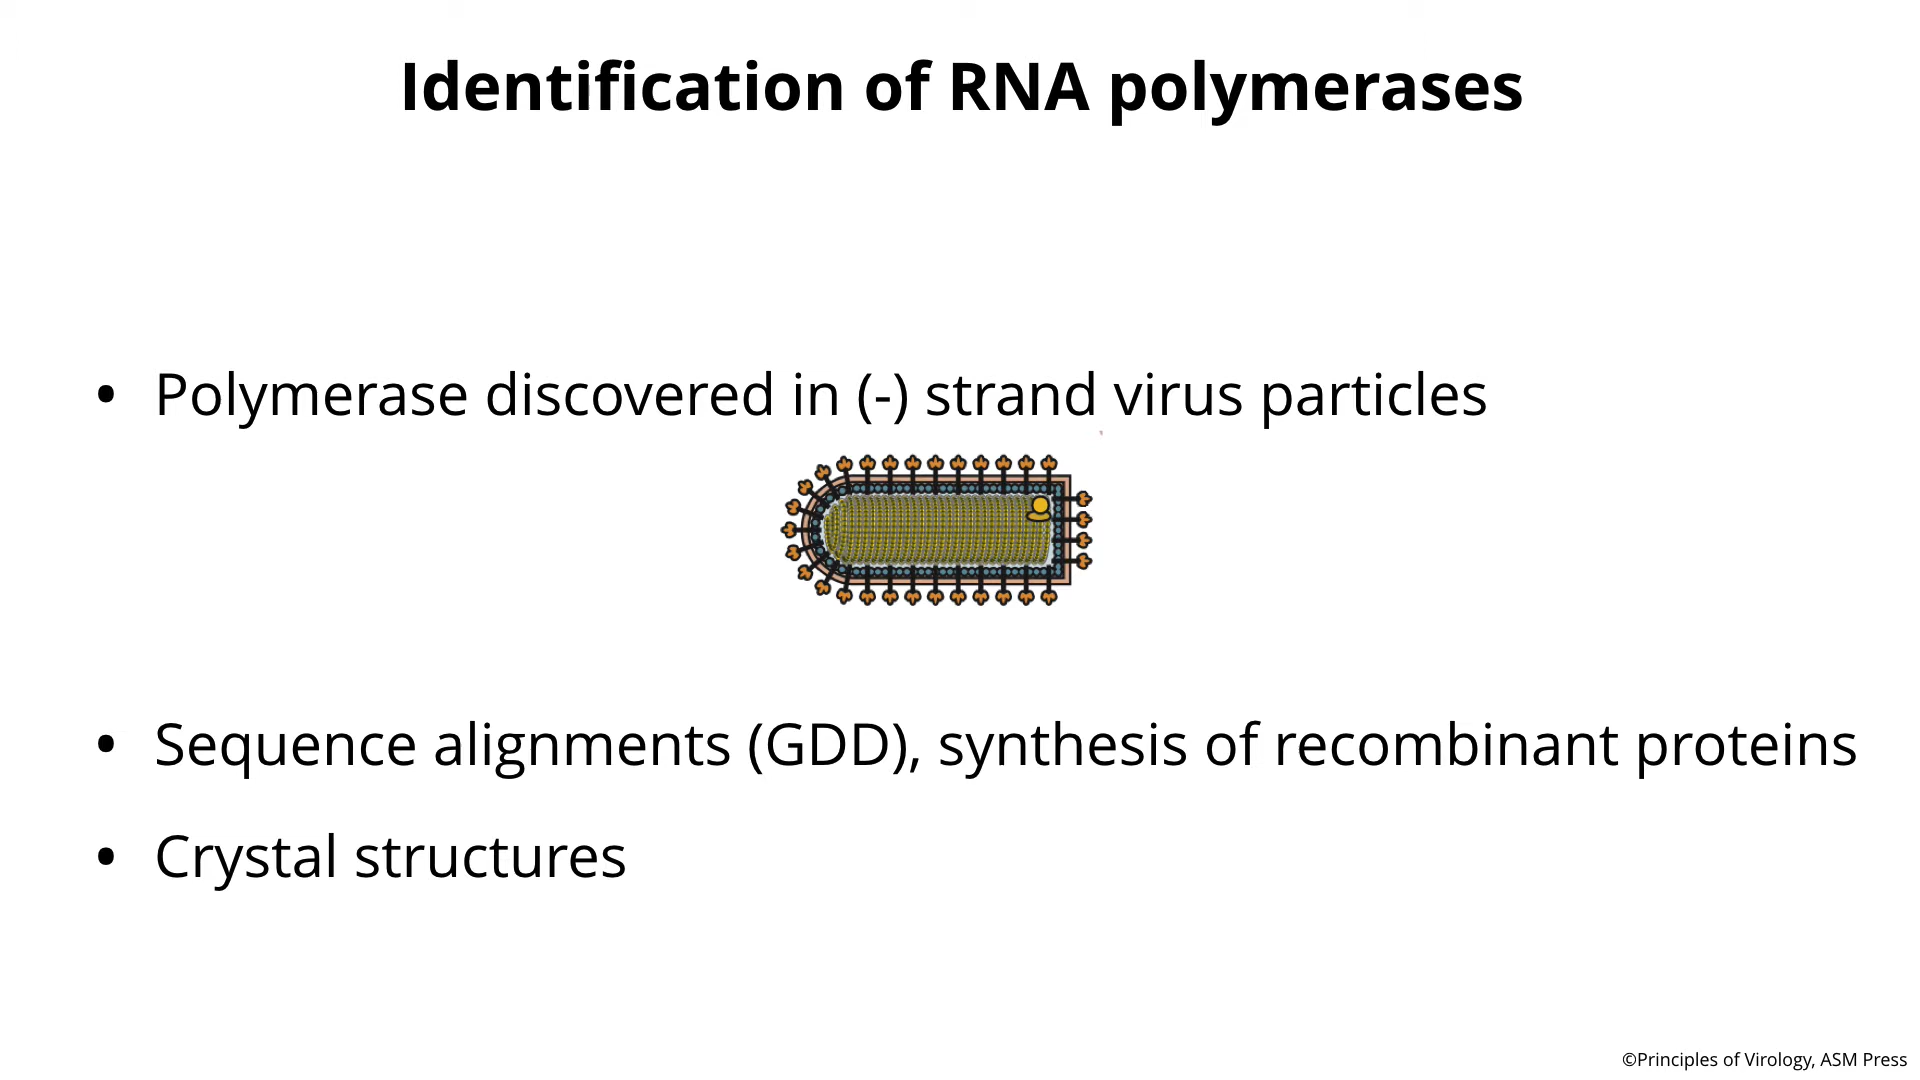 Identification of RNA polymerases
• Polymerase discovered in (-) strand virus particles
• Sequence alignments (GDD), synthesis of recombinant proteins
• Crystal structures
©Principles of Virology, ASM Press